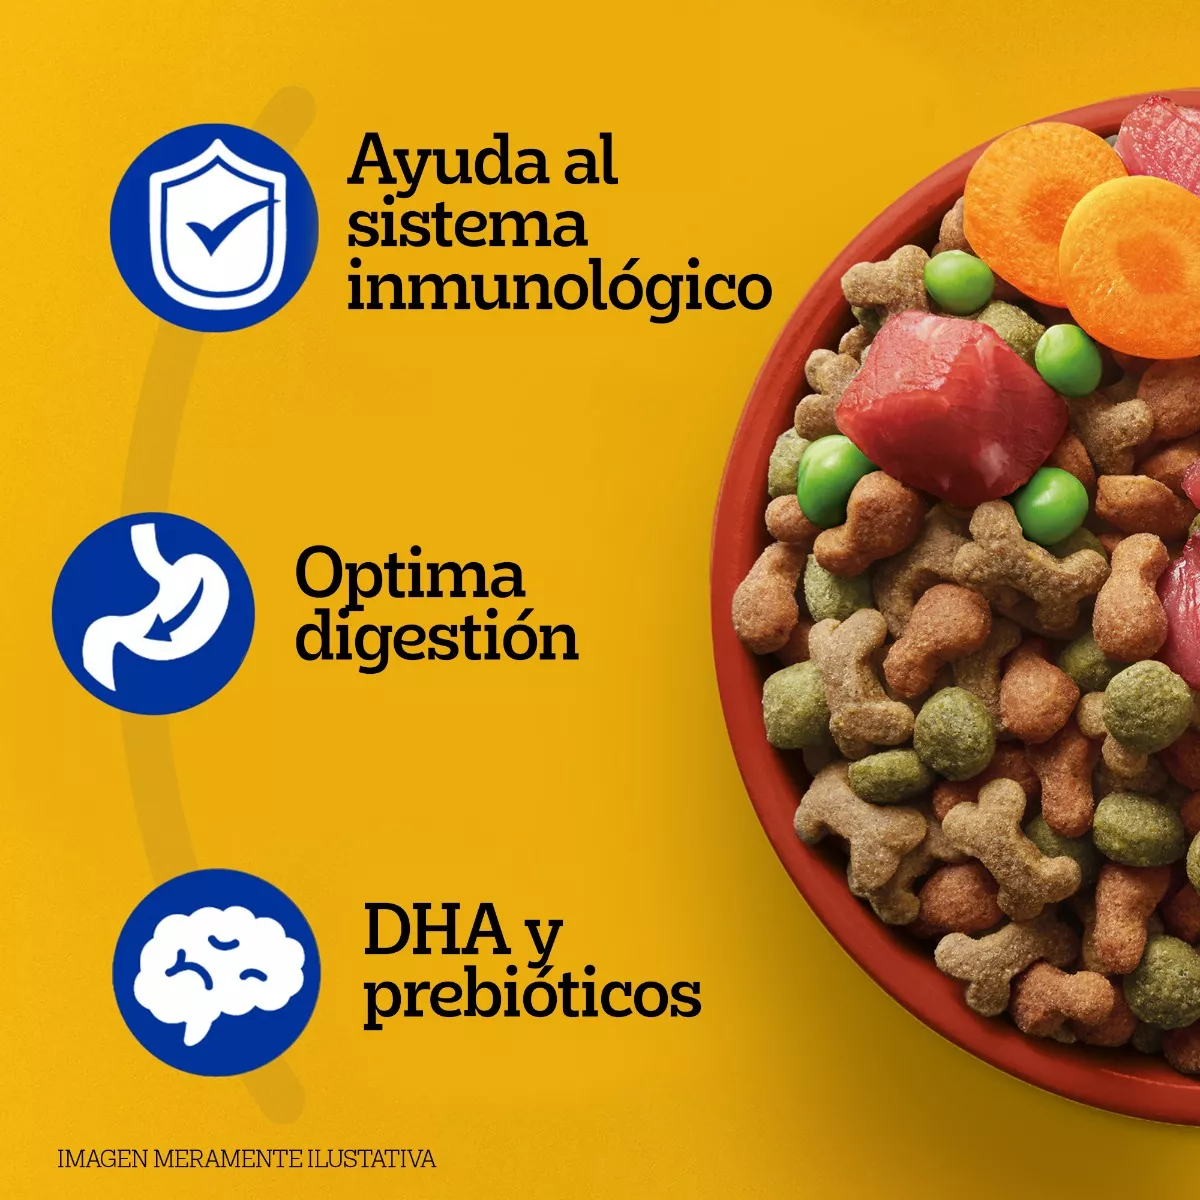 Ayuda al
sistema
inmunológico
Optima
digestión
DHA y
prebióticos
IMAGEN MERAMENTE ILUSTATIVA